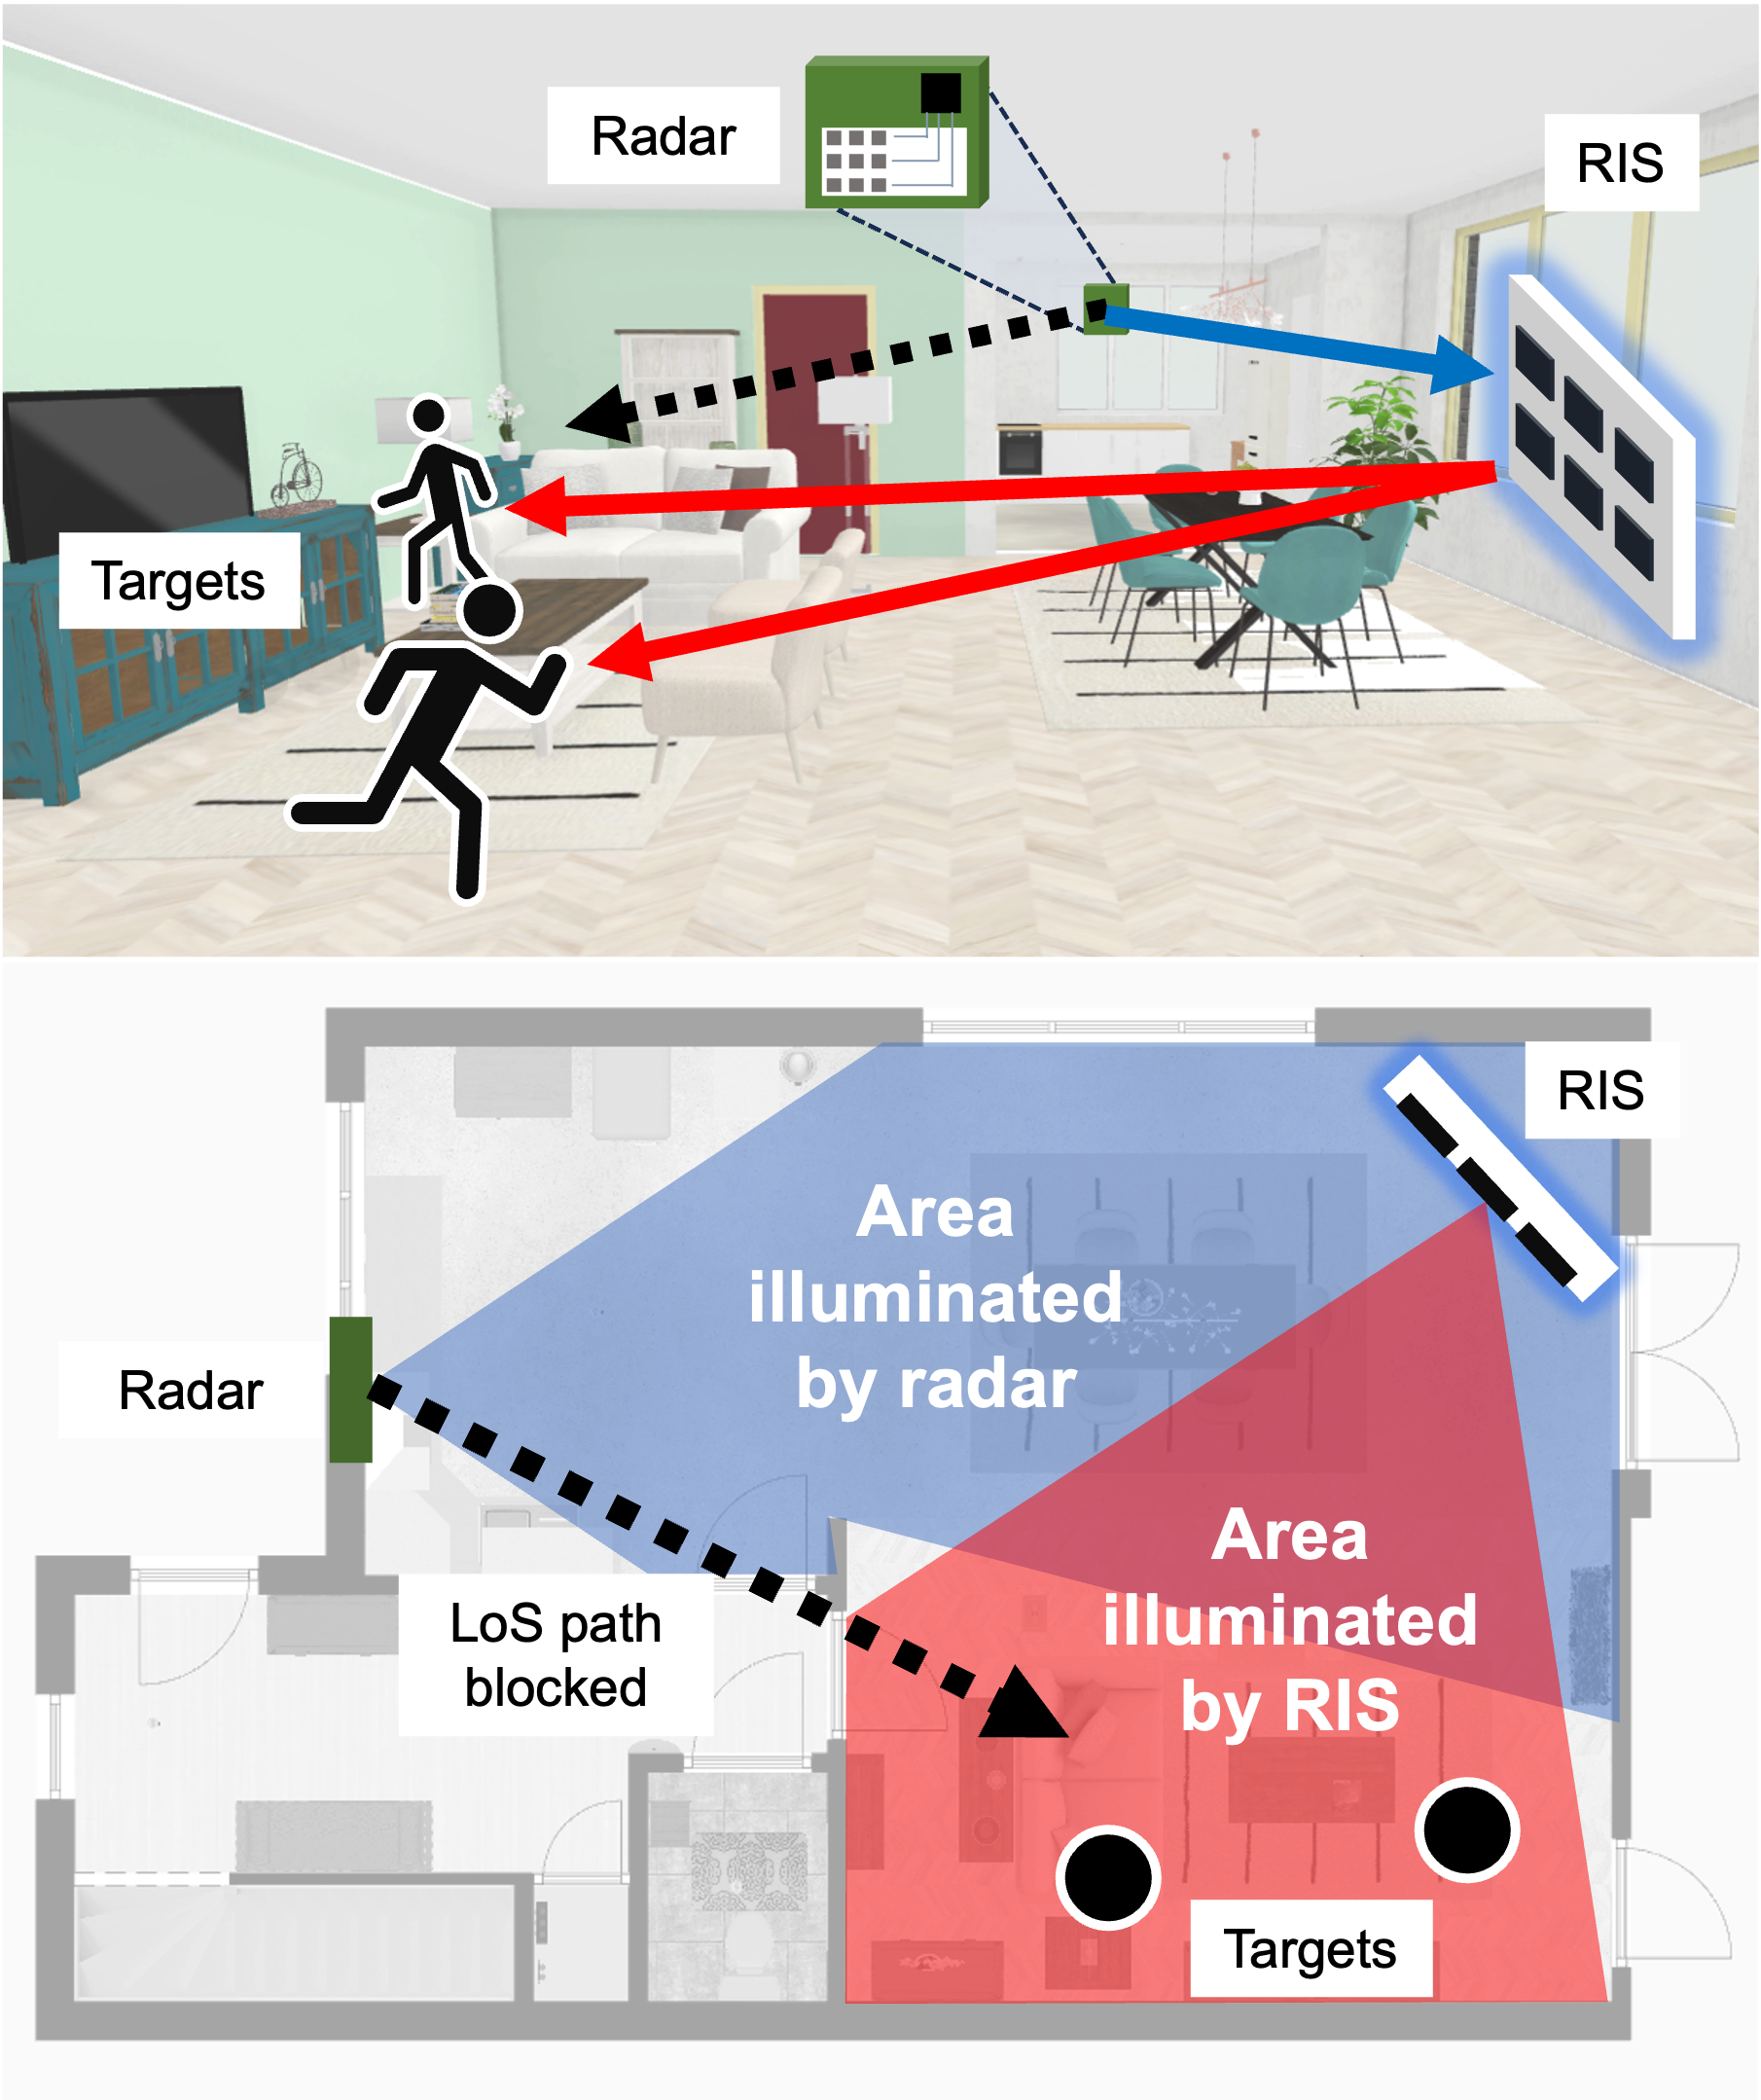 Radar
RIS
Targets
RIS
Area
illuminated
by radar
Radar
Area
illuminated
by RIS
LoS path
blocked
Targets